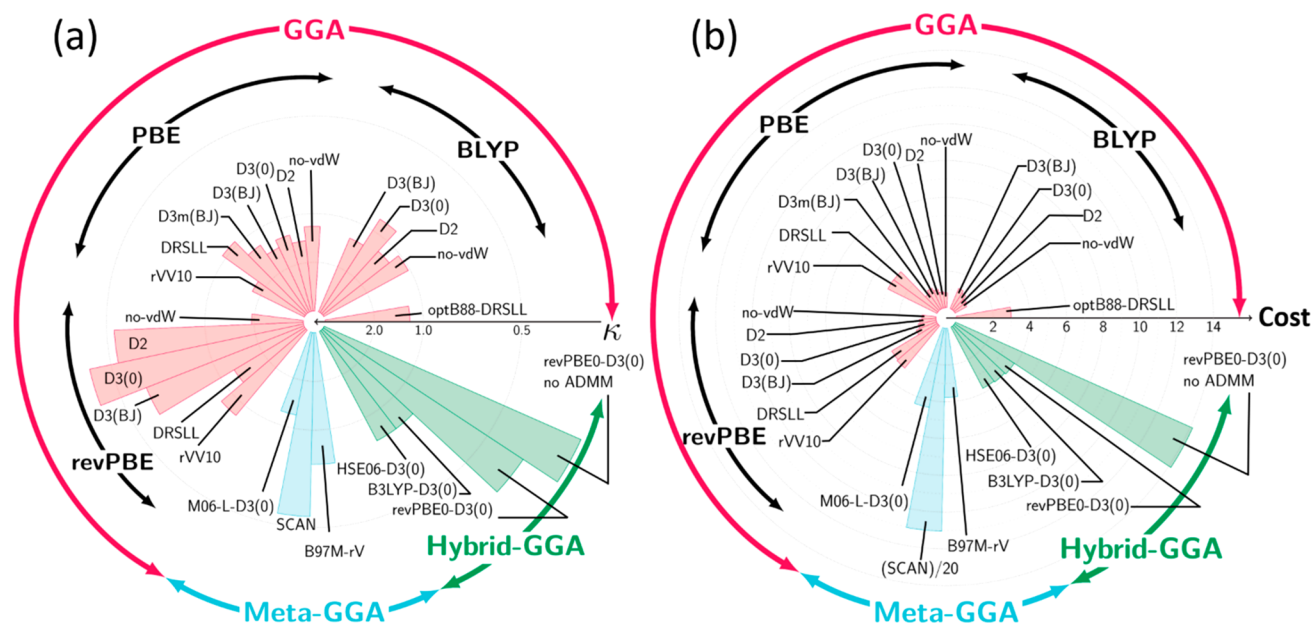 (a)
GGA
PBE
BLYP
no-vdW
D3(0)
D2
D3(BJ)
D3m(BJ)
DRSLL
rVV10
D3(BJ)
D3(0)
D2
no-vdW
optB88-DRSLL
no-vdW
2.0
1.0
0.5
κ
D2
D3(0)
D3(BJ)
DRSLL
rVV10
revPBE
revPBE0-D3(0)
no ADMM
M06-L-D3(0)
SCAN
B97M-rV
HSE06-D3(0)
B3LYP-D3(0)
revPBE0-D3(0)
Hybrid-GGA
Meta-GGA
(b)
GGA
PBE
BLYP
no-vdW
D3(0)
D2
D3(BJ)
D3m(BJ)
DRSLL
rVV10
D3(BJ)
D3(0)
D2
no-vdW
optB88-DRSLL
no-vdW
D2
D3(0)
D3(BJ)
DRSLL
rVV10
revPBE
2
4
6
8
10
12
14
Cost
revPBE0-D3(0)
no ADMM
M06-L-D3(0)
(SCAN)/20
B97M-rV
HSE06-D3(0)
B3LYP-D3(0)
revPBE0-D3(0)
Hybrid-GGA
Meta-GGA